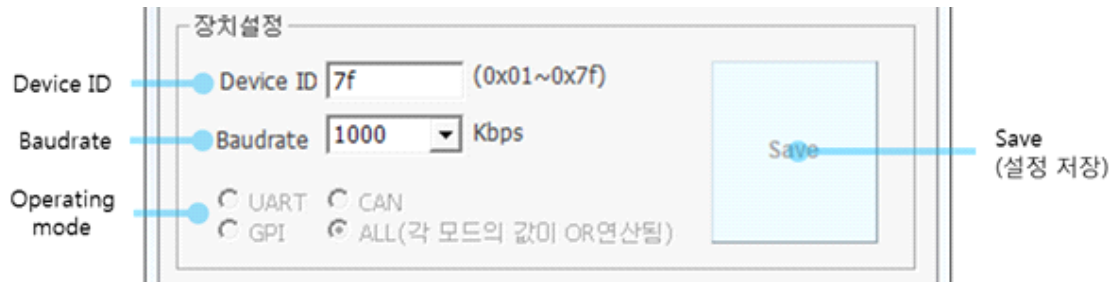 장치설정
Device ID
Device ID 7f (0x01~0x7f)
Baudrate
Baudrate 1000 Kbps
Save
Save
(설정 저장)
Operating
mode
UART CAN
GPI ALL(각 모드의 값이 OR연산됨)